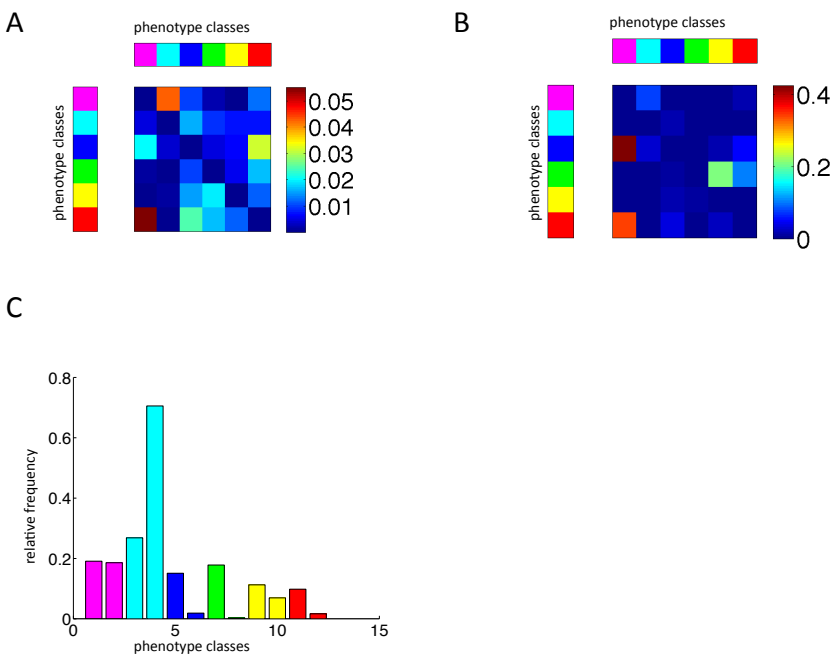 A
phenotype classes
phenotype classes
0.05
0.04
0.03
0.02
0.01
B
phenotype classes
phenotype classes
0.4
0.2
0
C
relative frequency
0.8
0.6
0.4
0.2
0
0 5 10 15
phenotype classes